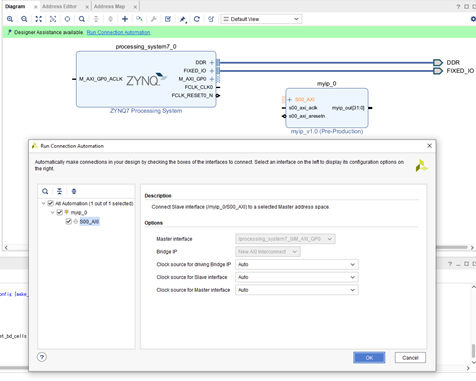 Diagram
Address Editor
Address Map
Default View
Designer Assistance available. Run Connection Automation
processing_system7_0
DDR
FIXED_IO
M_AXI_GP0
FCLK_CLK0
FCLK_RESET0_N
M_AXI_GP0_ACLK
ZYNQ
ZYNQ7 Processing System
DDR
FIXED_IO
myip_0
S00_AXI
s00_axi_aclk
s00_axi_aresetn
myip_out[31:0]
myip_v1.0 (Pre-Production)
Run Connection Automation
Automatically make connections in your design by checking the boxes of the interfaces to connect. Select an interface on the left to display its configuration options on
the right.
All Automation (1 out of 1 selected)
myip_0
S00_AXI
Description
Connect Slave interface (/myip_0/S00_AXI) to a selected Master address space.
Options
Master interface
/processing_system7_0/M_AXI_GP0
Bridge IP
New AXI Interconnect
Clock source for driving Bridge IP
Auto
Clock source for Slave interface
Auto
Clock source for Master interface
Auto
?
OK
Cancel
onfig [make_
et_bd_cells